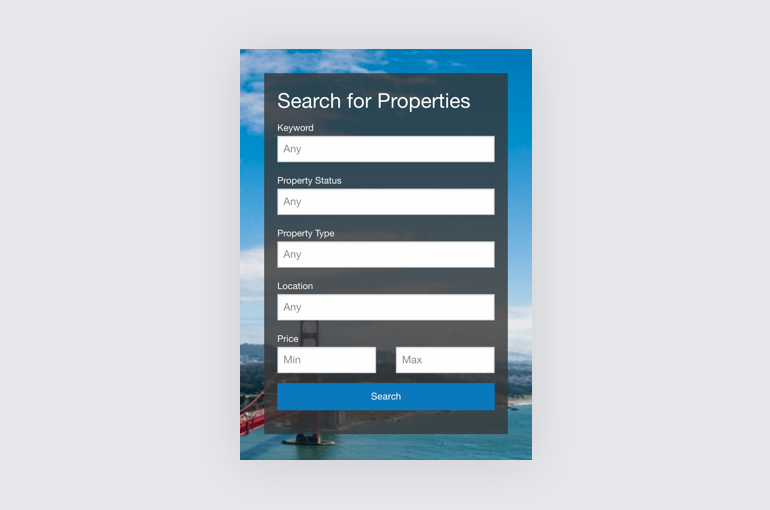 Search for Properties
Keyword
Any
Property Status
Any
Property Type
Any
Location
Any
Price
Min Max
Search